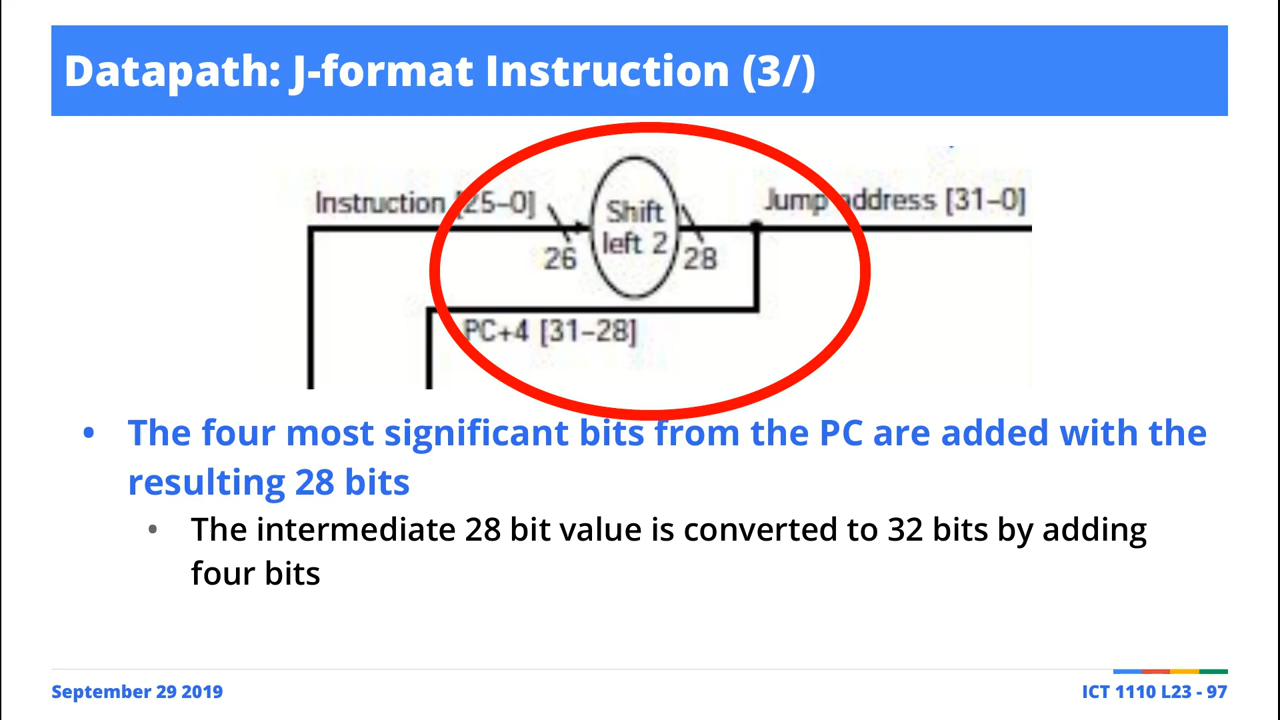 Datapath: J-format Instruction (3/)
Instruction [25–0]
Shift
left 2
Jump address [31–0]
26
28
PC+4 [31–28]
• The four most significant bits from the PC are added with the
resulting 28 bits
• The intermediate 28 bit value is converted to 32 bits by adding
four bits
September 29 2019
ICT 1110 L23 - 97